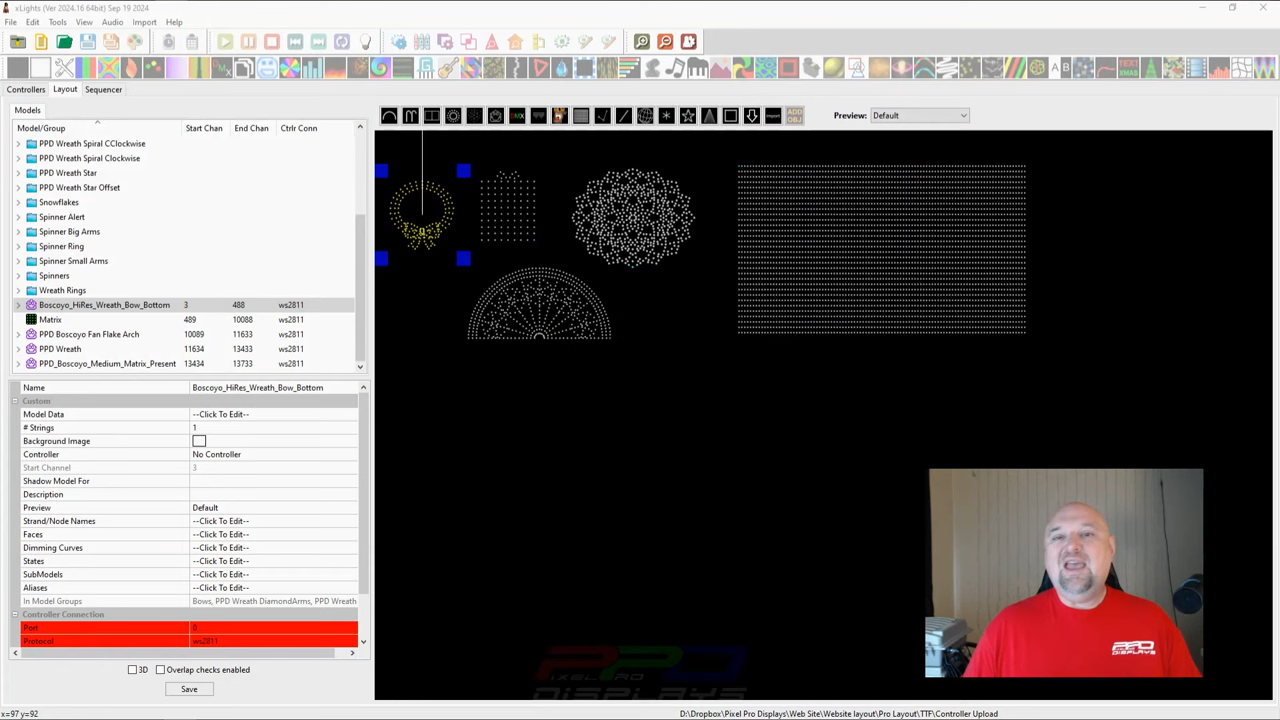 xLights (Ver 2024.16 64bit) Sep 19 2024
File Edit Tools View Audio Import Help
Controllers Layout Sequencer
Models
Preview: Default
Model/Group Start Chan End Chan Ctrlr Conn
PPD Wreath Spiral CClockwise
PPD Wreath Spiral Clockwise
PPD Wreath Star
PPD Wreath Star Offset
Snowflakes
Spinner Alert
Spinner Big Arms
Spinner Ring
Spinner Small Arms
Spinners
Wreath Rings
Boscoyo_HiRes_Wreath_Bow_Bottom 3 488 ws2811
Matrix 489 10088 ws2811
PPD Boscoyo Fan Flake Arch 10089 11633 ws2811
PPD Wreath 11634 13433 ws2811
PPD_Boscoyo_Medium_Matrix_Present 13434 13733 ws2811
Name Boscoyo_HiRes_Wreath_Bow_Bottom
Custom
Model Data --Click To Edit--
# Strings 1
Background Image
Controller No Controller
Start Channel 3
Shadow Model For
Description
Preview Default
Strand/Node Names --Click To Edit--
Faces --Click To Edit--
Dimming Curves --Click To Edit--
States --Click To Edit--
SubModels --Click To Edit--
Aliases --Click To Edit--
In Model Groups Bows, PPD Wreath DiamondArms, PPD Wreath
Controller Connection
Port 0
Protocol ws2811
3D Overlap checks enabled
Save
PPD
PIXEL PRO
DISPLAYS
PPD
DISPLAYS
x=97 y=92
D:\Dropbox\Pixel Pro Displays\Web Site\Website layout\Pro Layout\TTF\Controller Upload